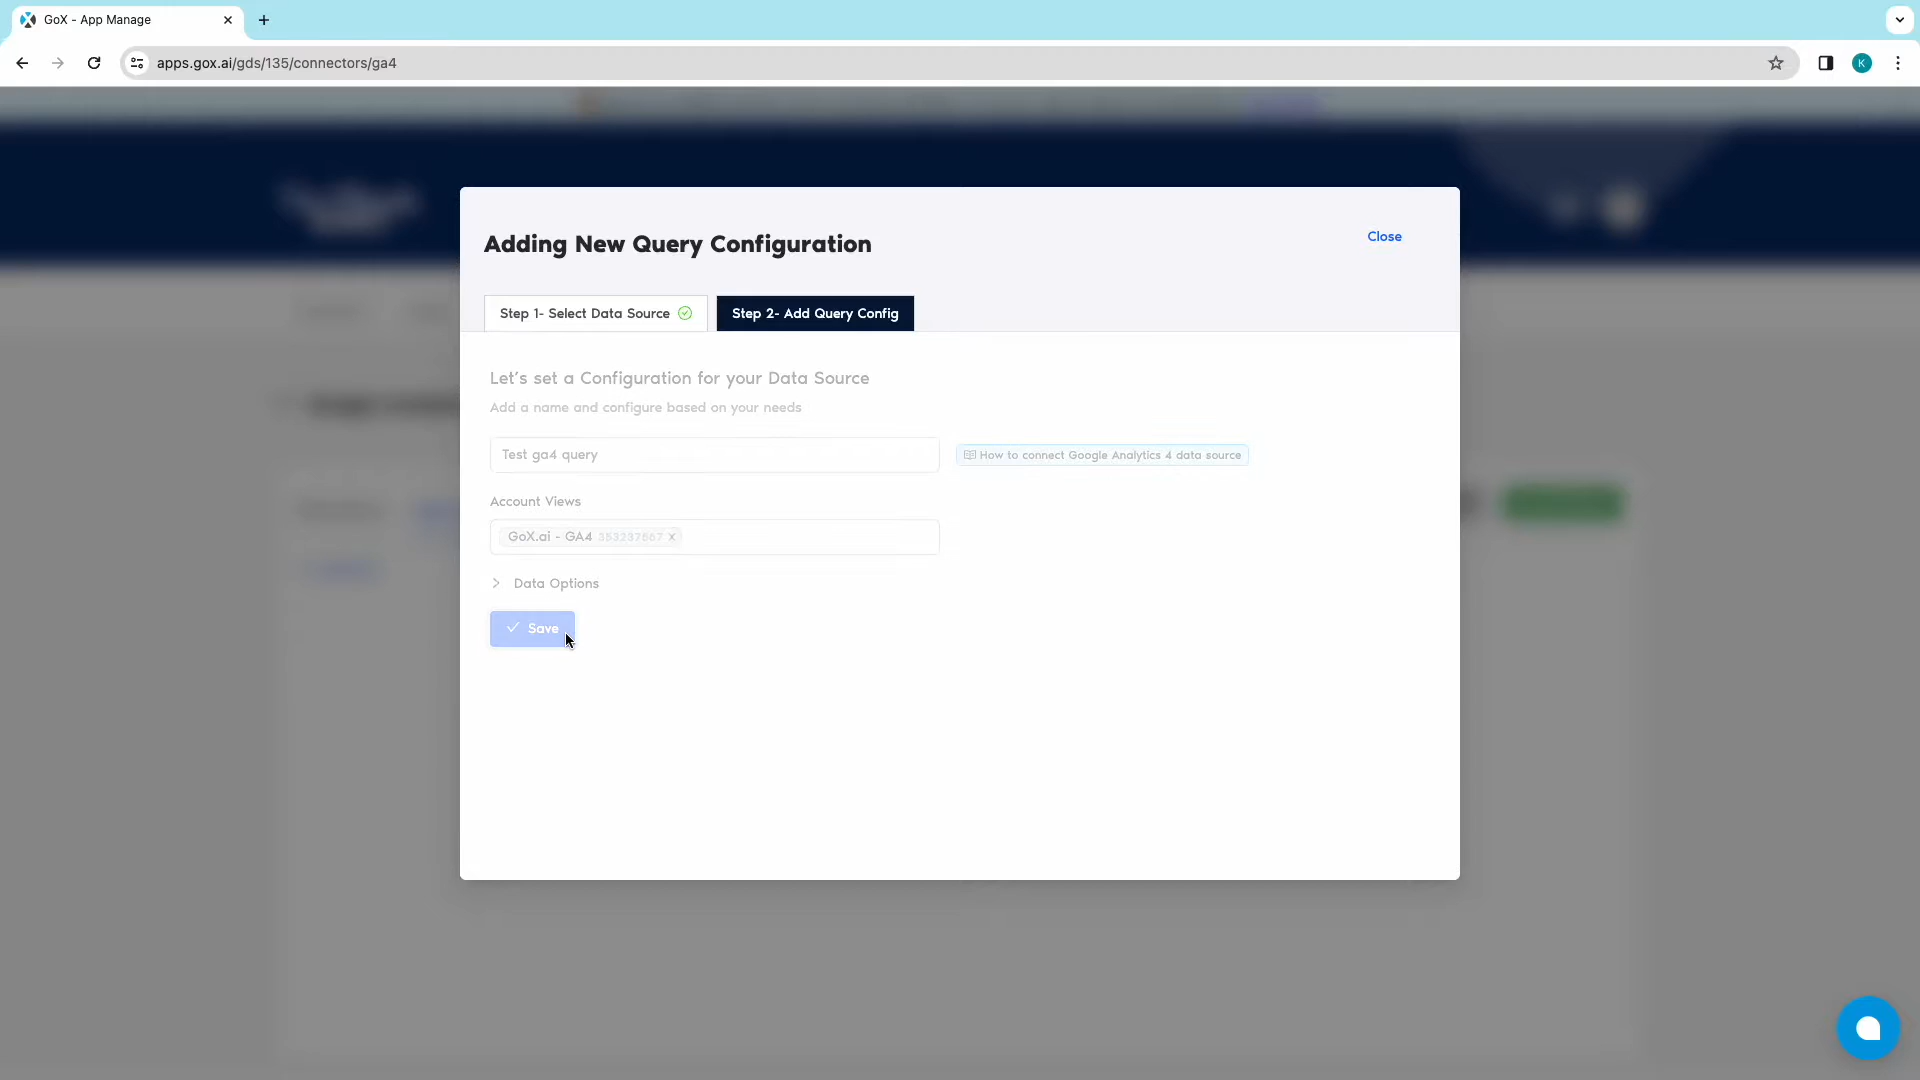 GoX - App Manage
apps.gox.ai/gds/135/connectors/ga4
K
Adding New Query Configuration
Close
Step 1- Select Data Source
Step 2- Add Query Config
Let's set a Configuration for your Data Source
Add a name and configure based on your needs
Test ga4 query
How to connect Google Analytics 4 data source
Account Views
GoX.ai - GA4 353237567 x
Data Options
Save